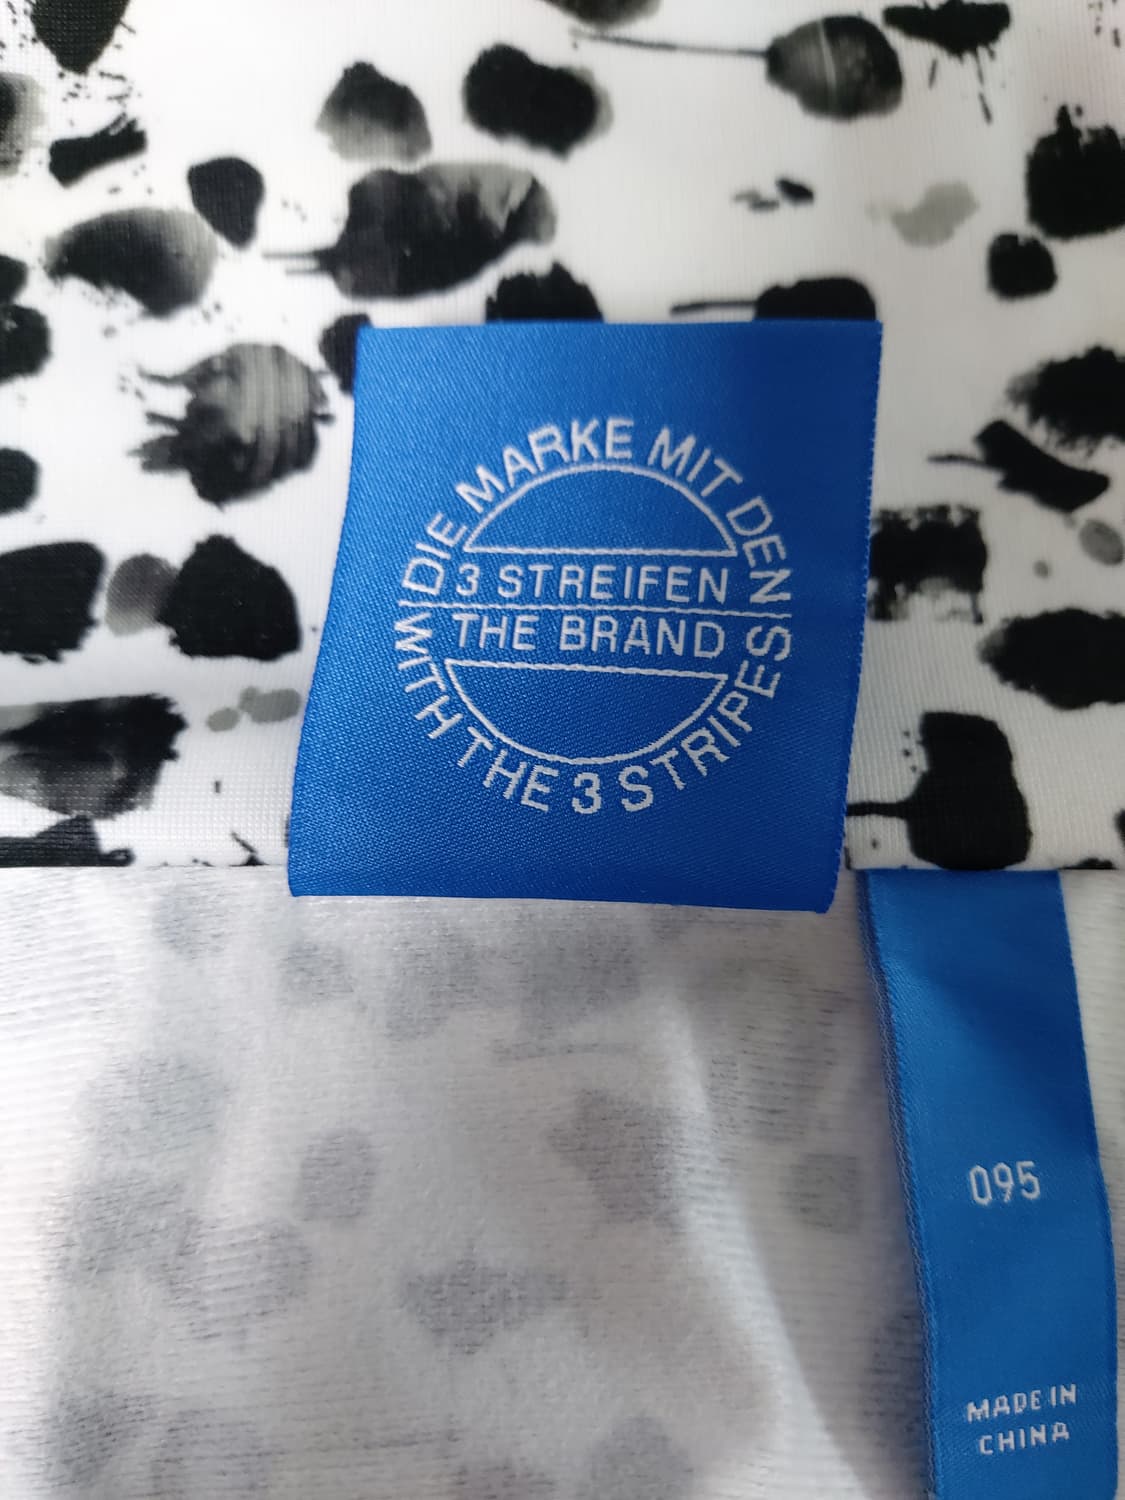 DIE MARKE MIT DEN
3 STREIFEN
THE BRAND
WITH THE 3 STRIPES
095
MADE IN
CHINA